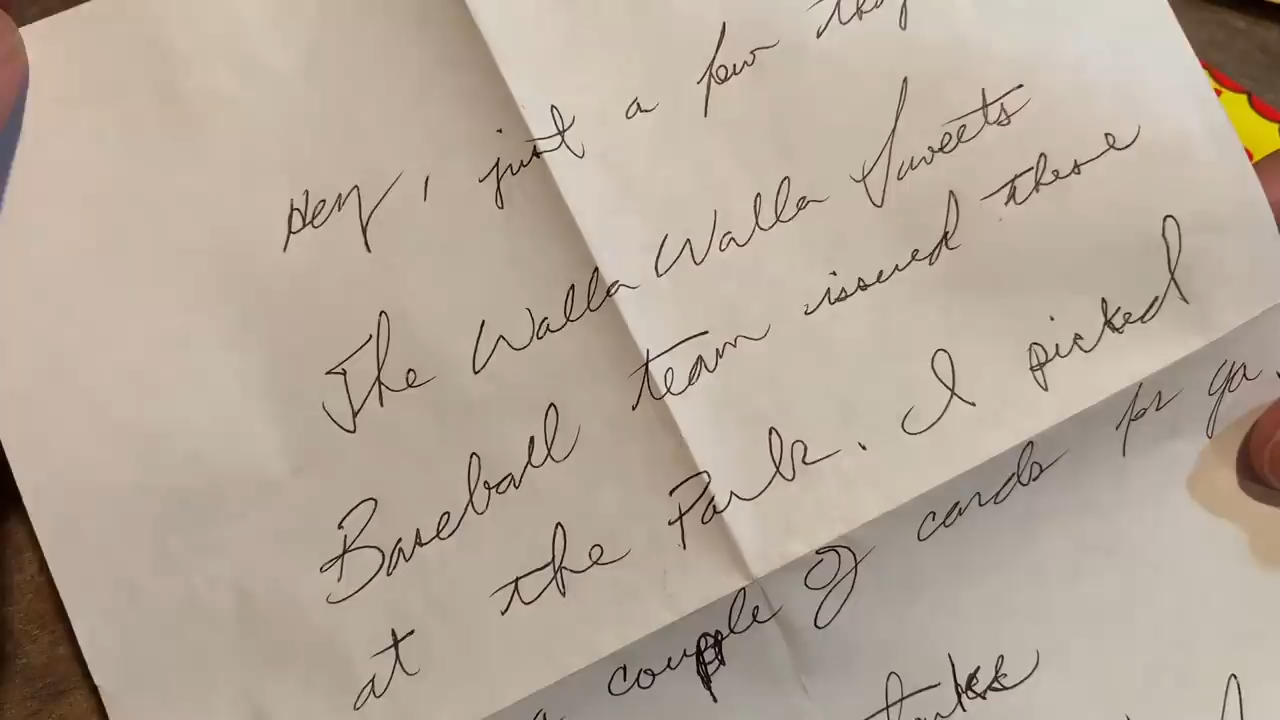 Hey, just a few
The Walla Walla Sweets
Baseball team issued these
at the Park. I picked
a couple of cards for ya.